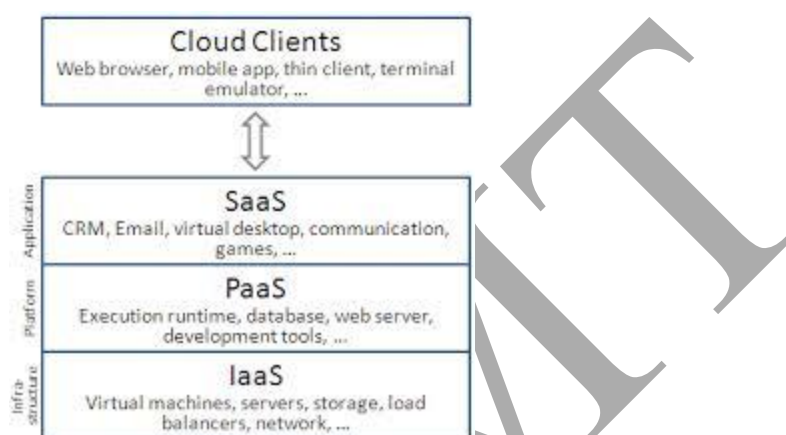 Cloud Clients
Web browser, mobile app, thin client, terminal
emulator, ...
Application
SaaS
CRM, Email, virtual desktop, communication,
games, ...
Platform
PaaS
Execution runtime, database, web server,
development tools, ...
Infra-
structure
IaaS
Virtual machines, servers, storage, load
balancers, network, ...
MT